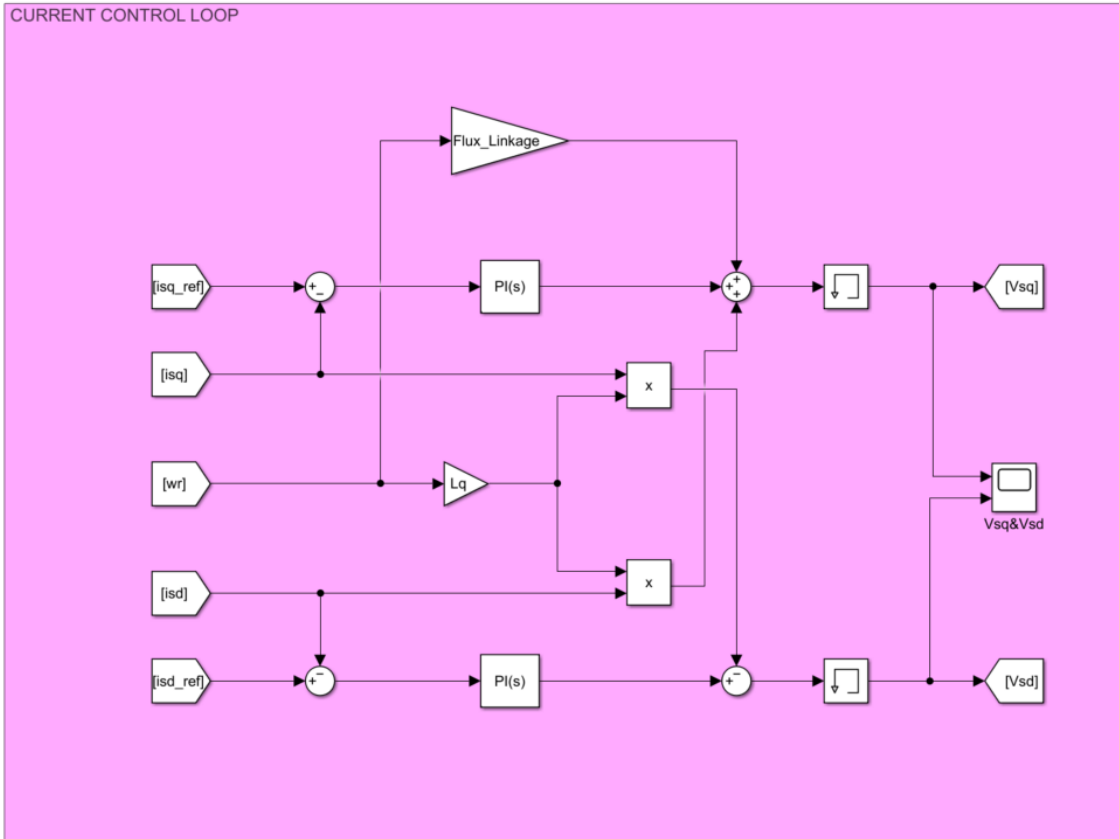 CURRENT CONTROL LOOP
Flux_Linkage
[isq_ref]
+
−
PI(s)
+
+
+
[Vsq]
[isq]
x
[wr]
Lq
Vsq&Vsd
[isd]
x
[isd_ref]
+
−
PI(s)
+
−
[Vsd]